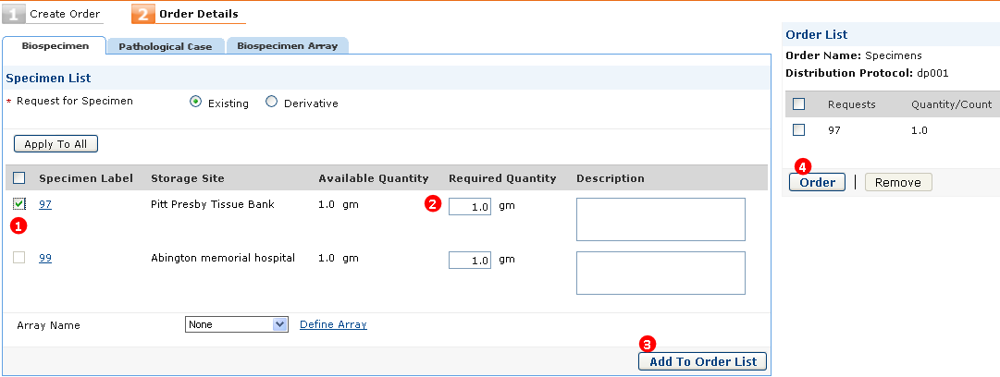 1 Create Order 2 Order Details
Biospecimen Pathological Case Biospecimen Array
Specimen List
* Request for Specimen Existing Derivative
Apply To All
Specimen Label Storage Site Available Quantity Required Quantity Description
97 Pitt Presby Tissue Bank 1.0 gm 2 1.0 gm
1
99 Abington memorial hospital 1.0 gm 1.0 gm
Array Name None Define Array
3
Add To Order List
Order List
Order Name: Specimens
Distribution Protocol: dp001
Requests Quantity/Count
97 1.0
4
Order | Remove